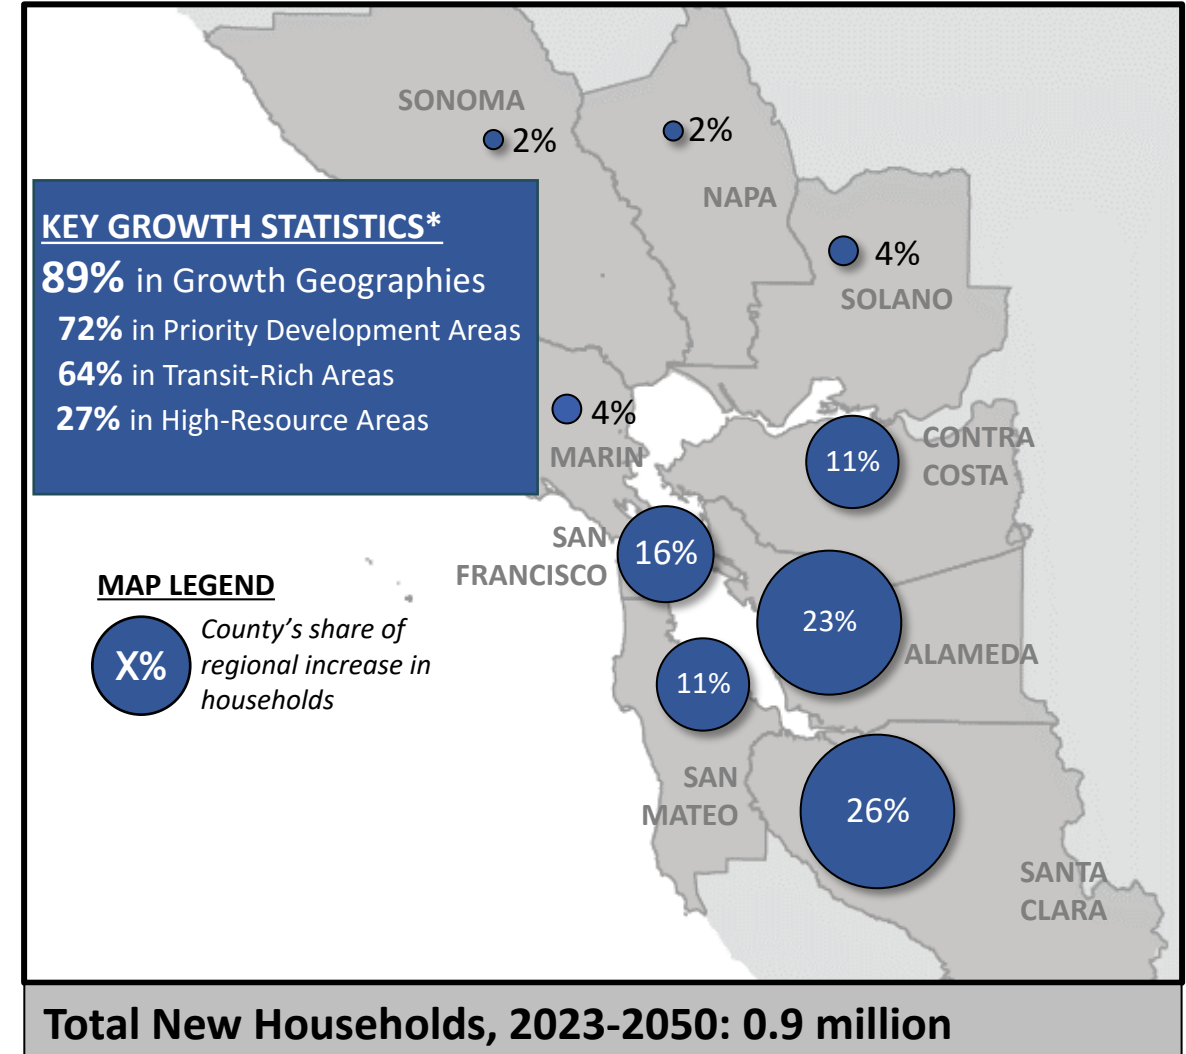 SONOMA
2%
2%
NAPA
4%
SOLANO
KEY GROWTH STATISTICS*
89% in Growth Geographies
72% in Priority Development Areas
64% in Transit-Rich Areas
27% in High-Resource Areas
4%
MARIN
CONTRA
COSTA
11%
SAN
FRANCISCO
16%
MAP LEGEND
X%
County's share of
regional increase in
households
23%
ALAMEDA
11%
SAN
MATEO
26%
SANTA
CLARA
Total New Households, 2023-2050: 0.9 million